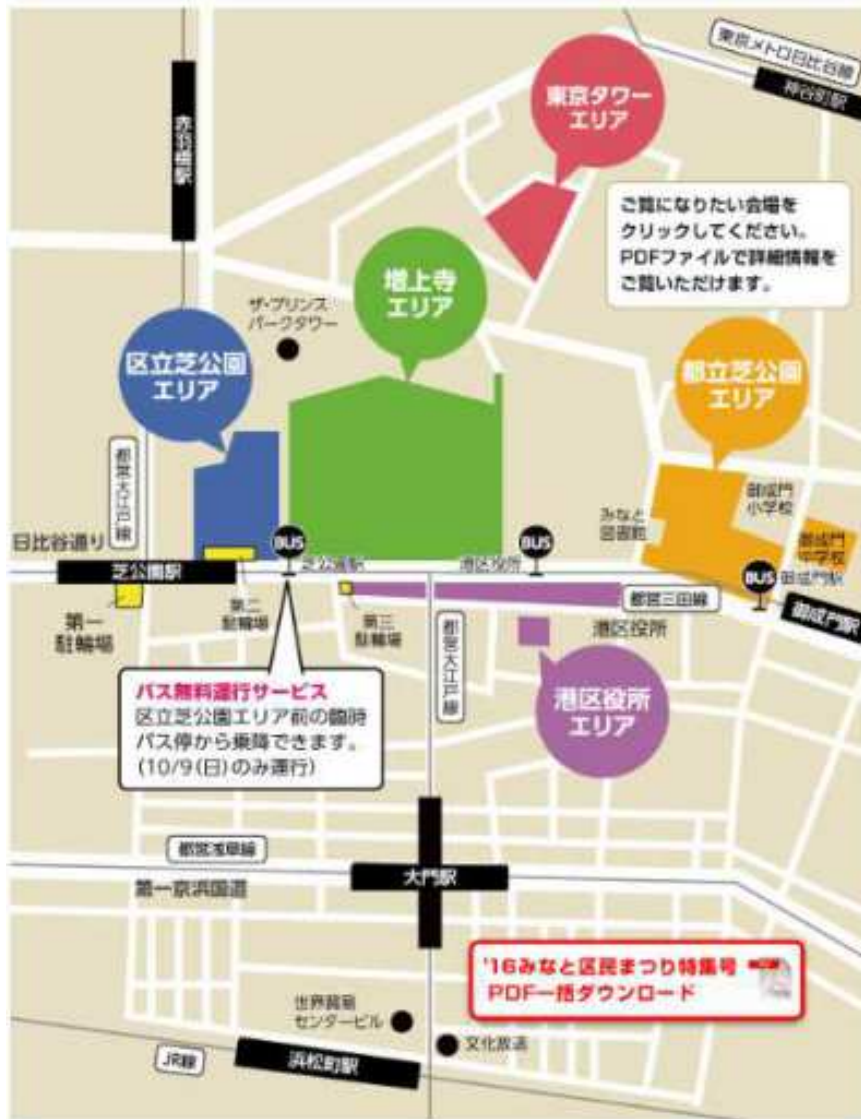 東京メトロ日比谷線
神谷町駅
赤羽橋駅
東京タワー
エリア
ご覧になりたい会場を
クリックしてください。
PDFファイルで詳細情報を
ご覧いただけます。
増上寺
エリア
ザ・プリンス
パークタワー
区立芝公園
エリア
都立芝公園
エリア
都営大江戸線
日比谷通り
芝公園駅
BUS
芝公園駅
港区役所
BUS
みなと
図書館
御成門
小学校
御成門
中学校
BUS
御成門駅
御成門駅
第一
駐輪場
第二
駐輪場
第三
駐輪場
都営三田線
港区役所
都営大江戸線
港区役所
エリア
バス無料運行サービス
区立芝公園エリア前の臨時
バス停から乗降できます。
(10/9(日)のみ運行)
都営浅草線
第一京浜国道
大門駅
'16みなと区民まつり特集号
PDF一括ダウンロード
世界貿易
センタービル
文化放送
JR線
浜松町駅